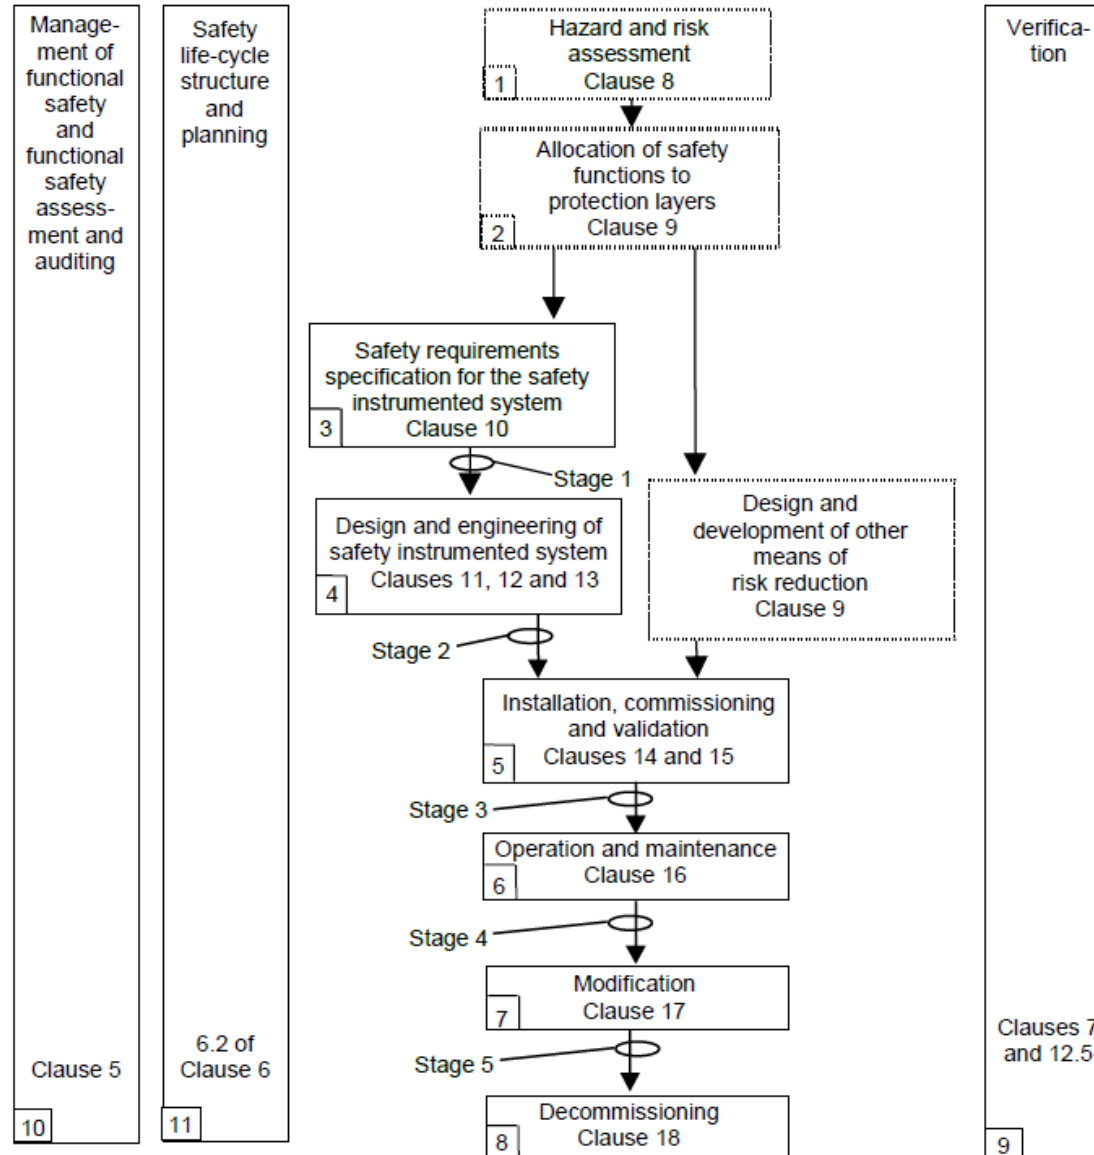 Manage-
ment of
functional
safety
and
functional
safety
assess-
ment and
auditing
Clause 5
10
Safety
life-cycle
structure
and
planning
6.2 of
Clause 6
11
Hazard and risk
assessment
Clause 8
1
Allocation of safety
functions to
protection layers
Clause 9
2
Safety requirements
specification for the safety
instrumented system
Clause 10
3
Stage 1
Design and engineering of
safety instrumented system
Clauses 11, 12 and 13
4
Design and
development of other
means of
risk reduction
Clause 9
Stage 2
Installation, commissioning
and validation
Clauses 14 and 15
5
Stage 3
Operation and maintenance
Clause 16
6
Stage 4
Modification
Clause 17
7
Stage 5
Decommissioning
Clause 18
8
Verifica-
tion
Clauses 7
and 12.5
9